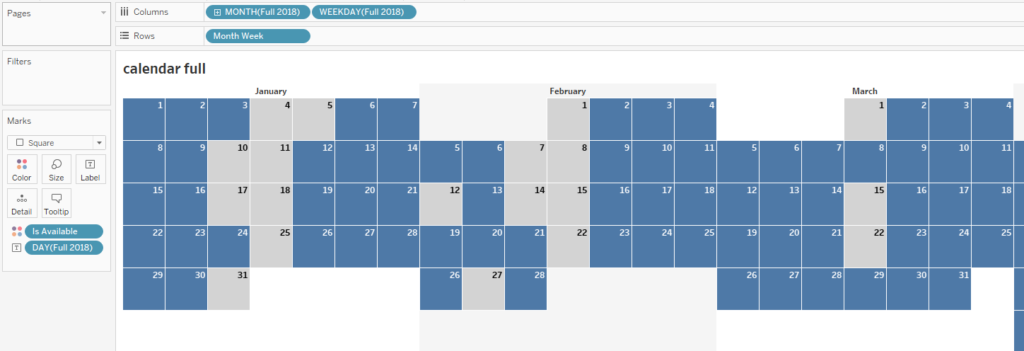 Pages
Columns
MONTH(Full 2018) WEEKDAY(Full 2018)
Rows
Month Week
Filters
calendar full
January February March
1 2 3 4 5 6 7 1 2 3 4 1 2 3 4
Marks
Square
8 9 10 11 12 13 14 5 6 7 8 9 10 11 5 6 7 8 9 10 11
Color Size Label
15 16 17 18 19 20 21 12 13 14 15 16 17 18 12 13 14 15 16 17 18
Detail Tooltip
Is Available
22 23 24 25 26 27 28 19 20 21 22 23 24 25 19 20 21 22 23 24 25
DAY(Full 2018)
29 30 31 26 27 28 26 27 28 29 30 31